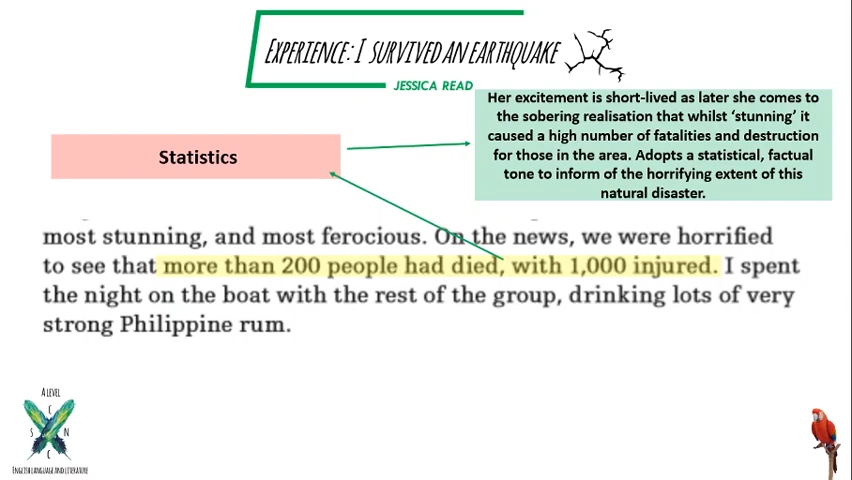 EXPERIENCE: I SURVIVED AN EARTHQUAKE
JESSICA READ
Her excitement is short-lived as later she comes to
the sobering realisation that whilst ‘stunning’ it
caused a high number of fatalities and destruction
for those in the area. Adopts a statistical, factual
tone to inform of the horrifying extent of this
natural disaster.
Statistics
most stunning, and most ferocious. On the news, we were horrified
to see that more than 200 people had died, with 1,000 injured. I spent
the night on the boat with the rest of the group, drinking lots of very
strong Philippine rum.
A LEVEL
C
S N
C
ENGLISH LANGUAGE AND LITERATURE